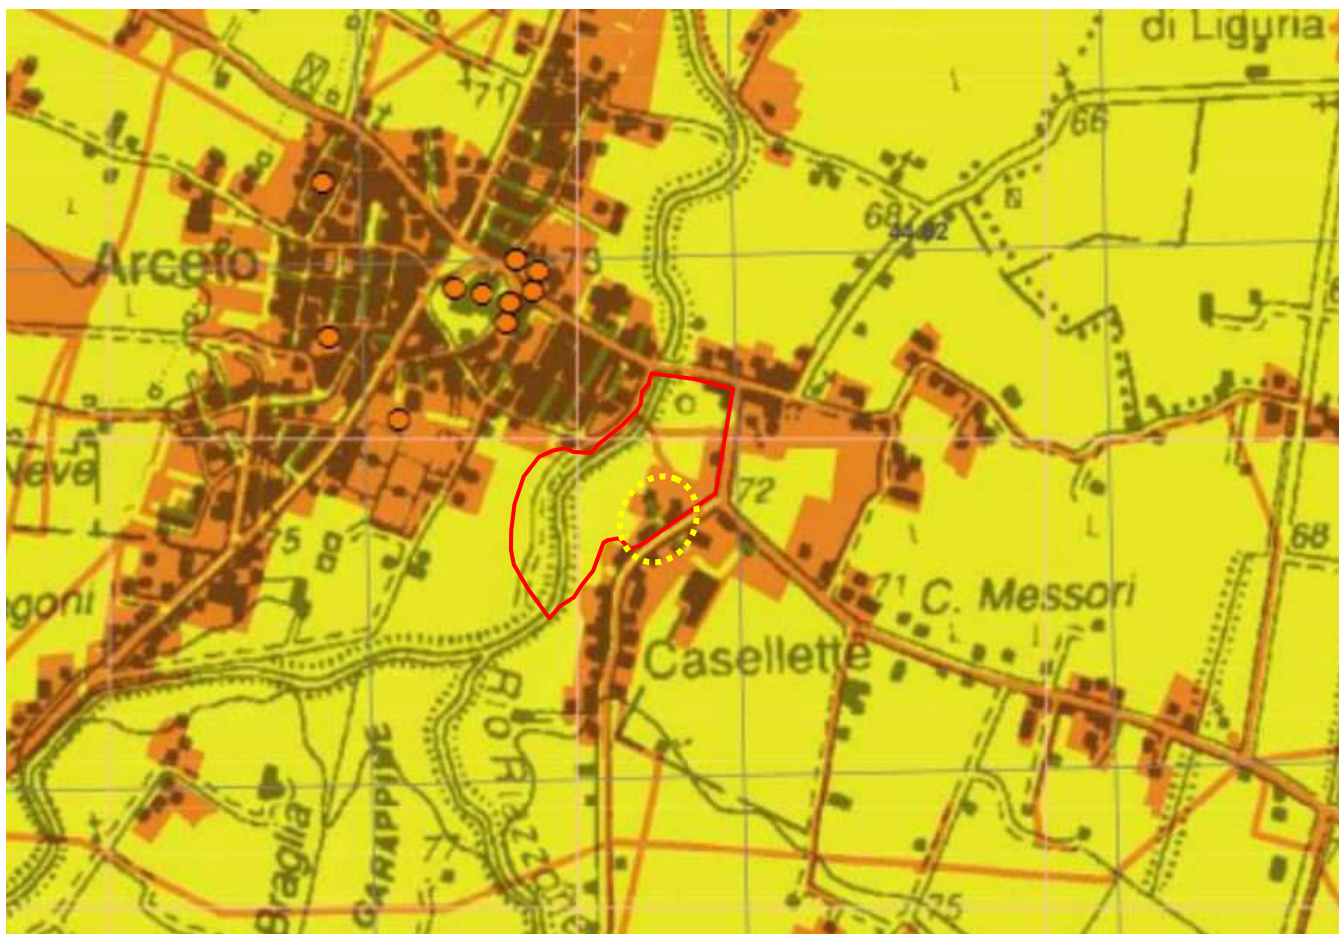 di Liguria
71
66
68
44-82
Arceto
73
Neve
72
75
68
71
C. Messori
goni
Casellette
RIO RIAZZONE
Braglia
GARAPPINE
77
75